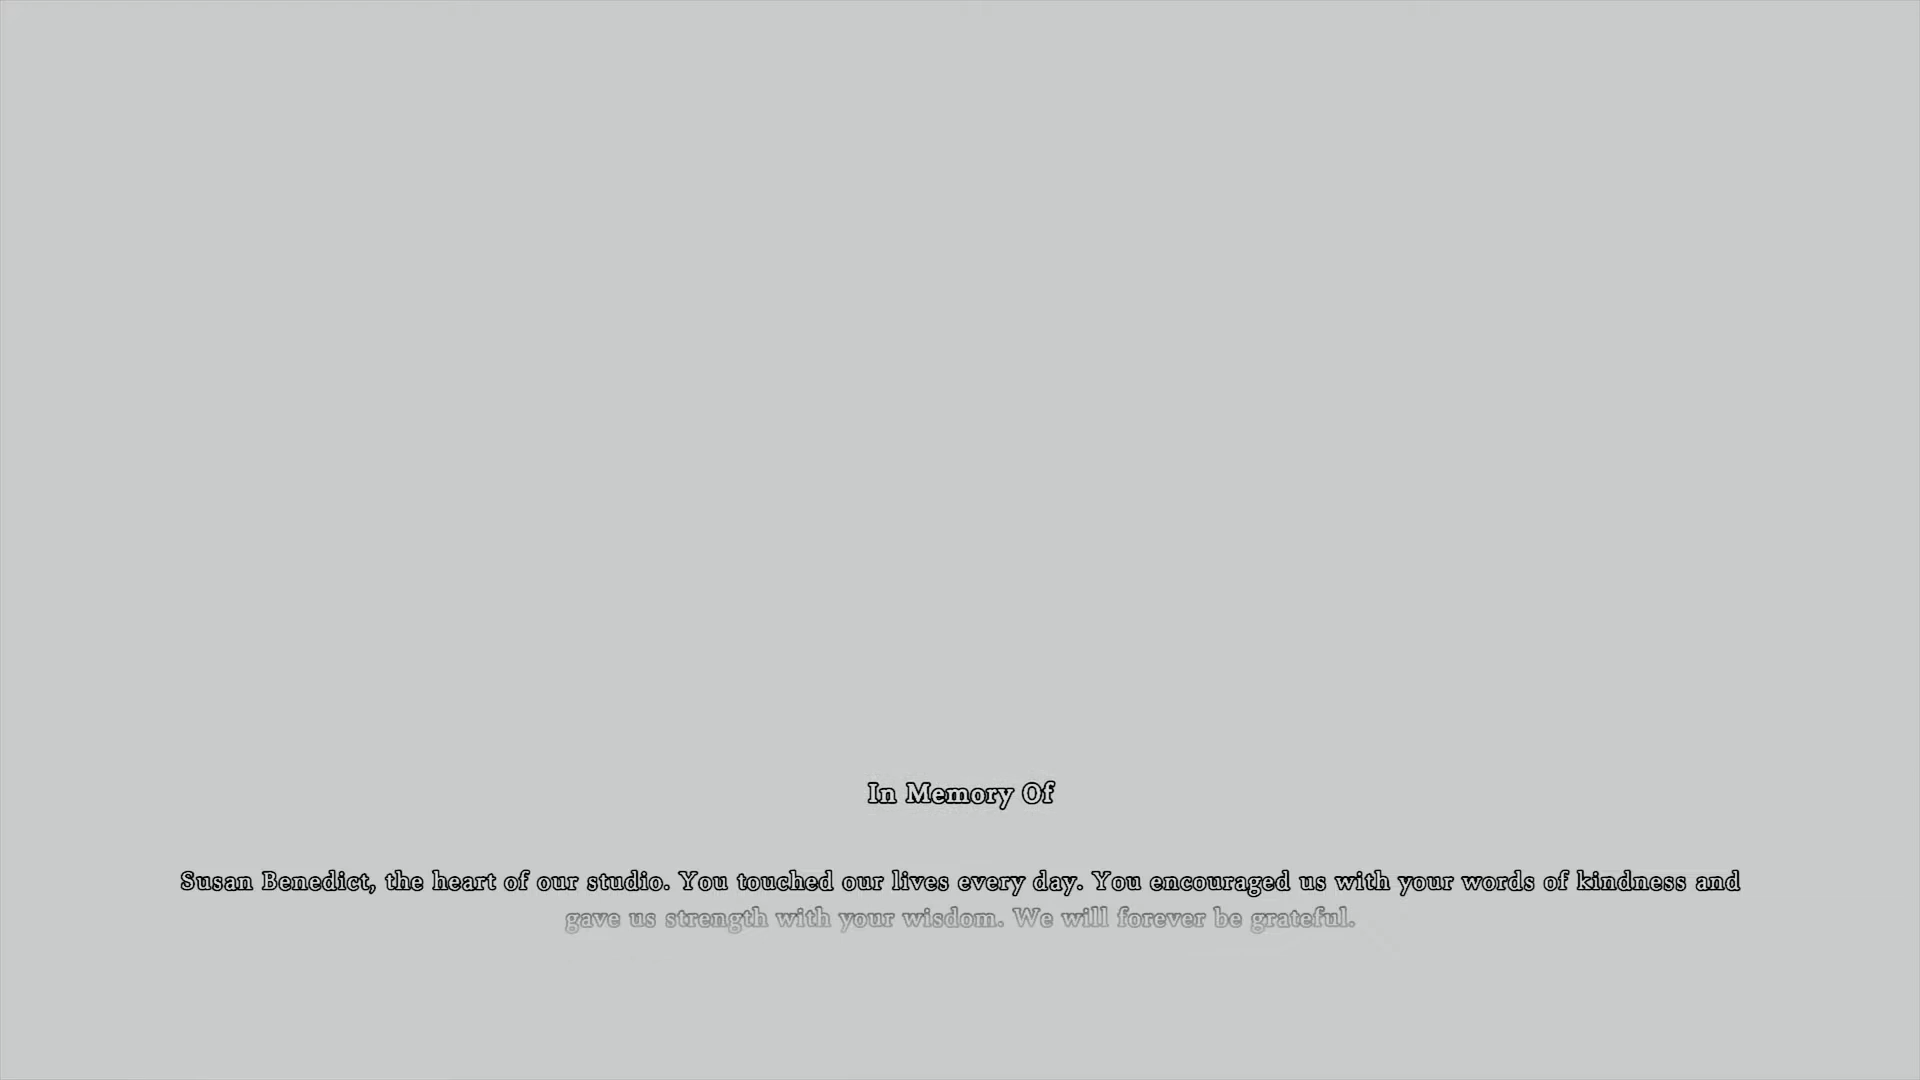 In Memory Of
Susan Benedict, the heart of our studio. You touched our lives every day. You encouraged us with your words of kindness and
gave us strength with your wisdom. We will forever be grateful.